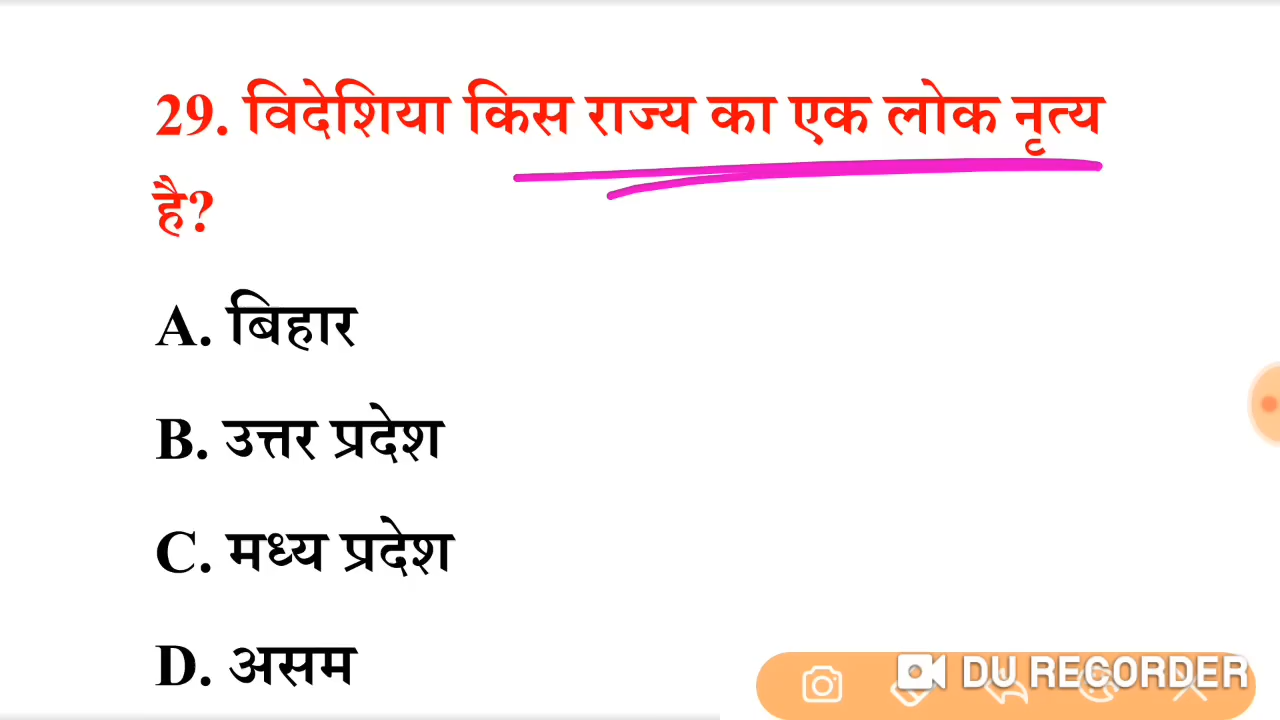 29. विदेशिया किस राज्य का एक लोक नृत्य
है?
A. बिहार
B. उत्तर प्रदेश
C. मध्य प्रदेश
D. असम
DU RECORDER